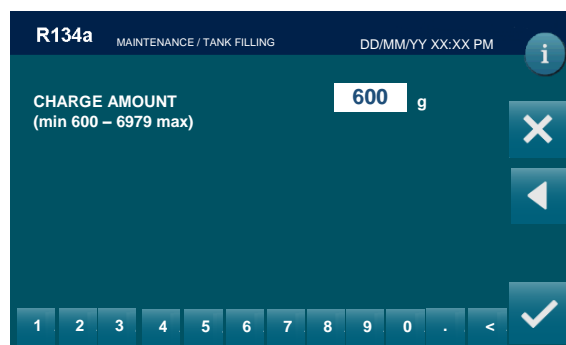 R134a MAINTENANCE / TANK FILLING DD/MM/YY XX:XX PM
i
CHARGE AMOUNT 600 g
(min 600 – 6979 max)
1 2 3 4 5 6 7 8 9 0 . <